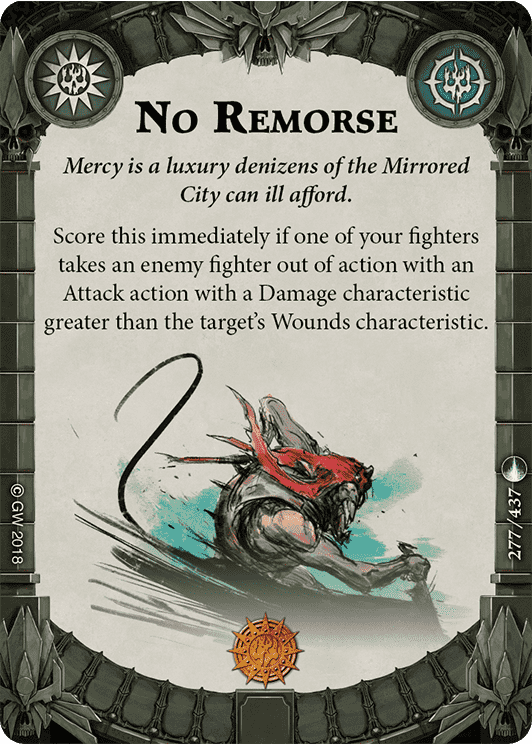 No Remorse
Mercy is a luxury denizens of the Mirrored
City can ill afford.
Score this immediately if one of your fighters
takes an enemy fighter out of action with an
Attack action with a Damage characteristic
greater than the target's Wounds characteristic.
© GW 2018
277/437